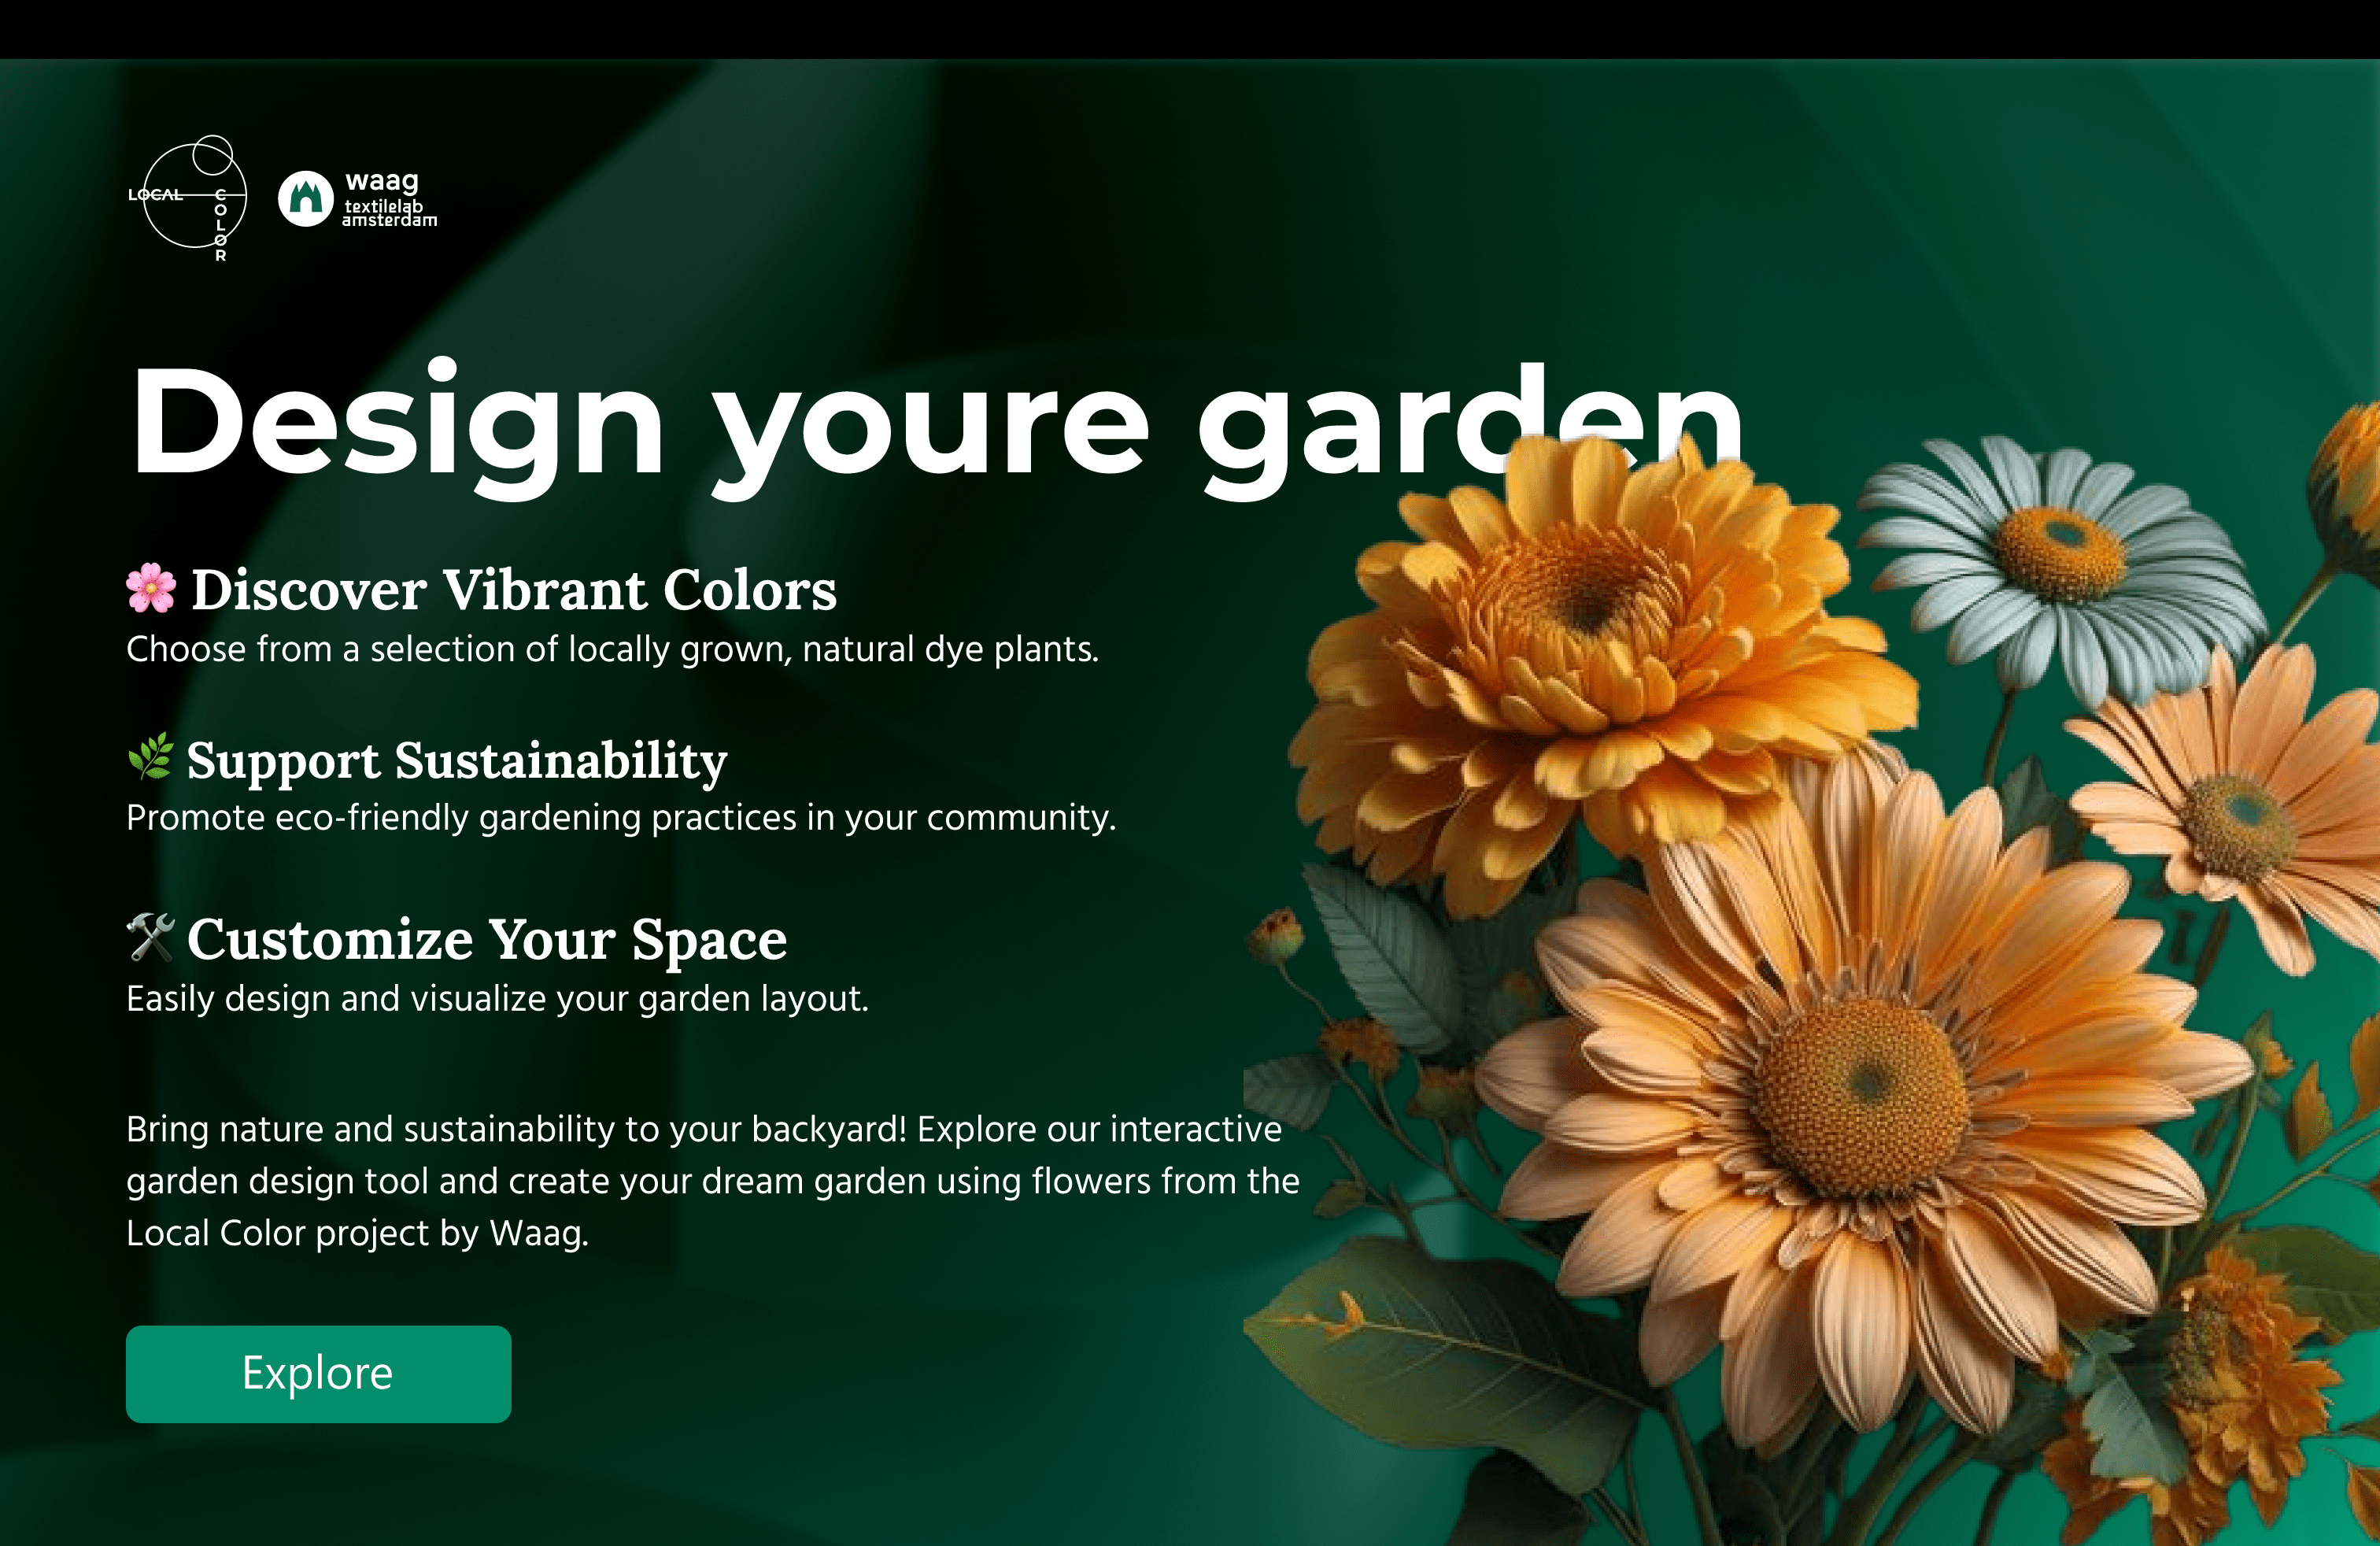 LOCAL
COLOR
waag
textilelab
amsterdam
Design youre garden
🌸 Discover Vibrant Colors
Choose from a selection of locally grown, natural dye plants.
🌿 Support Sustainability
Promote eco-friendly gardening practices in your community.
🛠️ Customize Your Space
Easily design and visualize your garden layout.
Bring nature and sustainability to your backyard! Explore our interactive
garden design tool and create your dream garden using flowers from the
Local Color project by Waag.
Explore